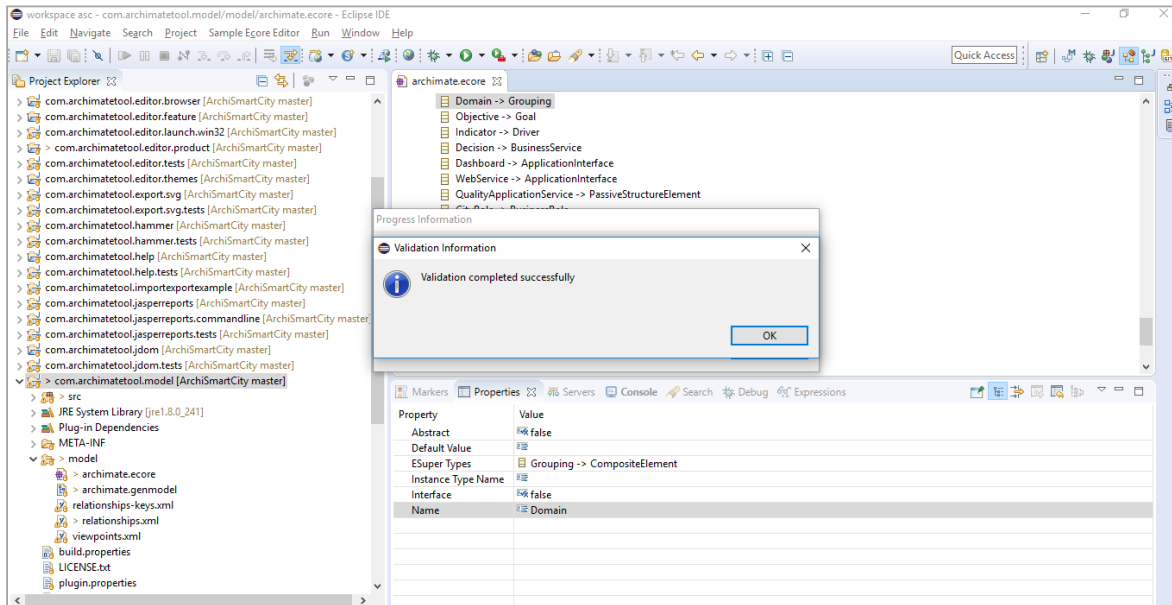 workspace asc - com.archimatetool.model/model/archimate.ecore - Eclipse IDE
File Edit Navigate Search Project Sample Ecore Editor Run Window Help
Quick Access
Project Explorer
com.archimatetool.editor.browser [ArchiSmartCity master]
com.archimatetool.editor.feature [ArchiSmartCity master]
com.archimatetool.editor.launch.win32 [ArchiSmartCity master]
> com.archimatetool.editor.product [ArchiSmartCity master]
com.archimatetool.editor.tests [ArchiSmartCity master]
com.archimatetool.editor.themes [ArchiSmartCity master]
com.archimatetool.export.svg [ArchiSmartCity master]
com.archimatetool.export.svg.tests [ArchiSmartCity master]
com.archimatetool.hammer [ArchiSmartCity master]
com.archimatetool.hammer.tests [ArchiSmartCity master]
com.archimatetool.help [ArchiSmartCity master]
com.archimatetool.help.tests [ArchiSmartCity master]
com.archimatetool.importexportexample [ArchiSmartCity master]
com.archimatetool.jasperreports [ArchiSmartCity master]
com.archimatetool.jasperreports.commandline [ArchiSmartCity master]
com.archimatetool.jasperreports.tests [ArchiSmartCity master]
com.archimatetool.jdom [ArchiSmartCity master]
com.archimatetool.jdom.tests [ArchiSmartCity master]
> com.archimatetool.model [ArchiSmartCity master]
> src
JRE System Library [jre1.8.0_241]
Plug-in Dependencies
META-INF
> model
> archimate.ecore
> archimate.genmodel
relationships-keys.xml
> relationships.xml
viewpoints.xml
build.properties
LICENSE.txt
plugin.properties
archimate.ecore
Domain -> Grouping
Objective -> Goal
Indicator -> Driver
Decision -> BusinessService
Dashboard -> ApplicationInterface
WebService -> ApplicationInterface
QualityApplicationService -> PassiveStructureElement
Progress Information
Validation Information
Validation completed successfully
OK
Markers Properties Servers Console Search Debug Expressions
Property Value
Abstract false
Default Value
ESuper Types Grouping -> CompositeElement
Instance Type Name
Interface false
Name Domain